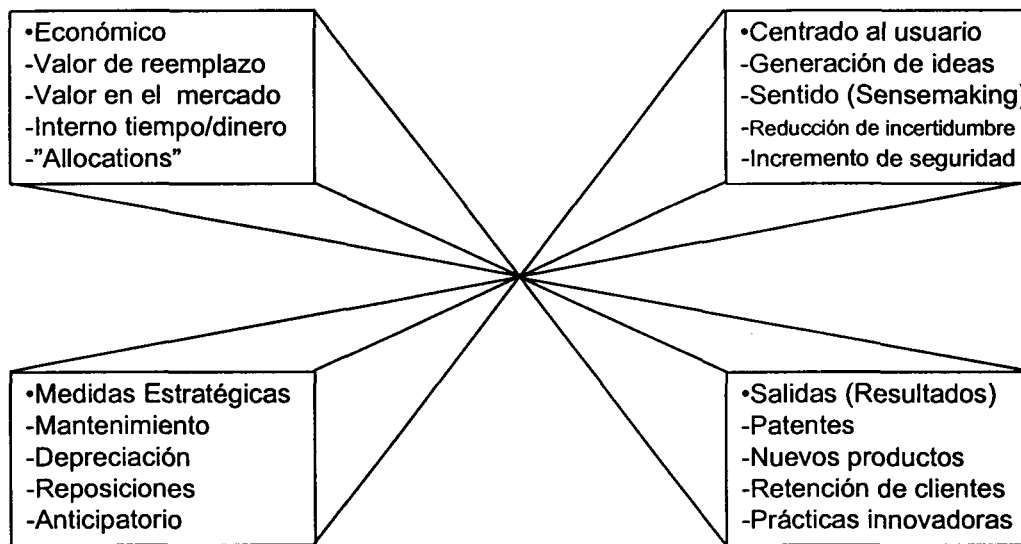 •Económico
-Valor de reemplazo
-Valor en el mercado
-Interno tiempo/dinero
-"Allocations"
•Centrado al usuario
-Generación de ideas
-Sentido (Sensemaking)
-Reducción de incertidumbre
-Incremento de seguridad
•Medidas Estratégicas
-Mantenimiento
-Depreciación
-Reposiciones
-Anticipatorio
•Salidas (Resultados)
-Patentes
-Nuevos productos
-Retención de clientes
-Prácticas innovadoras